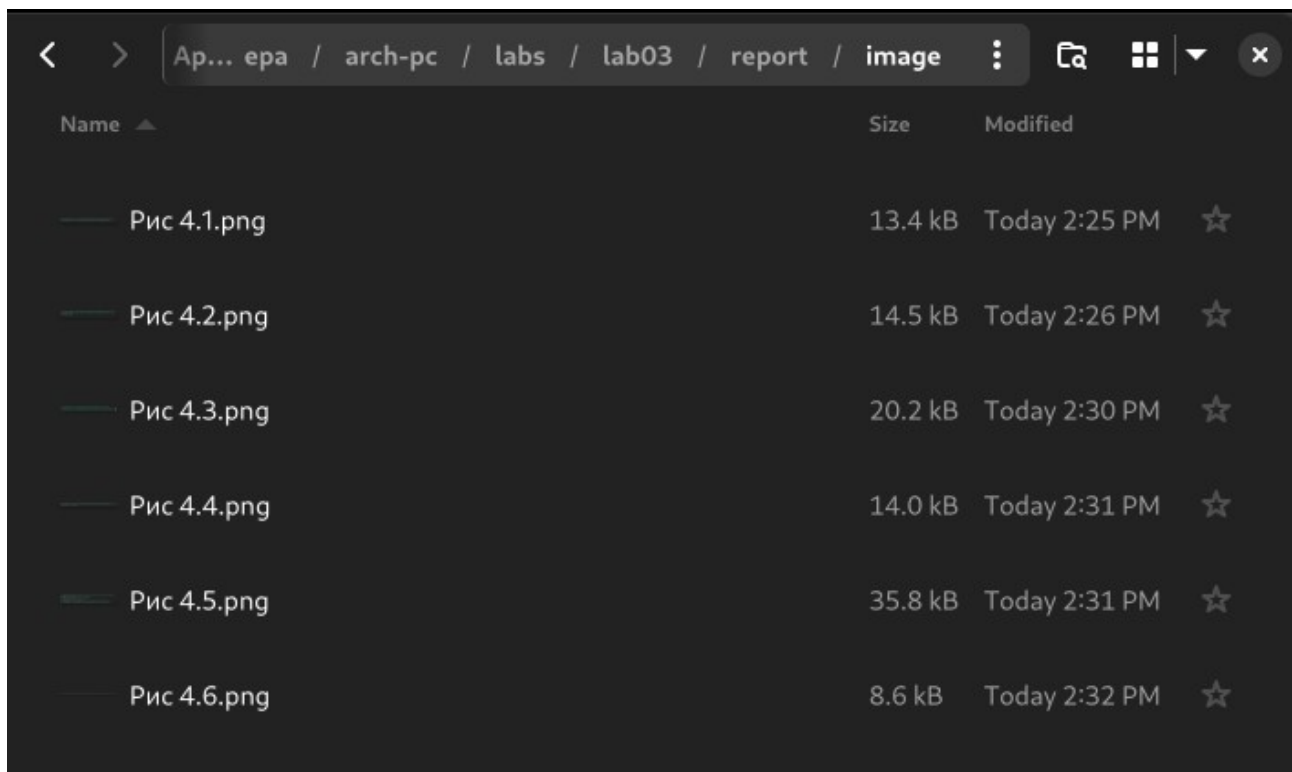 Ар... ера / arch-pc / labs / lab03 / report / image
Name Size Modified
Рис 4.1.png 13.4 kB Today 2:25 PM
Рис 4.2.png 14.5 kB Today 2:26 PM
Рис 4.3.png 20.2 kB Today 2:30 PM
Рис 4.4.png 14.0 kB Today 2:31 PM
Рис 4.5.png 35.8 kB Today 2:31 PM
Рис 4.6.png 8.6 kB Today 2:32 PM